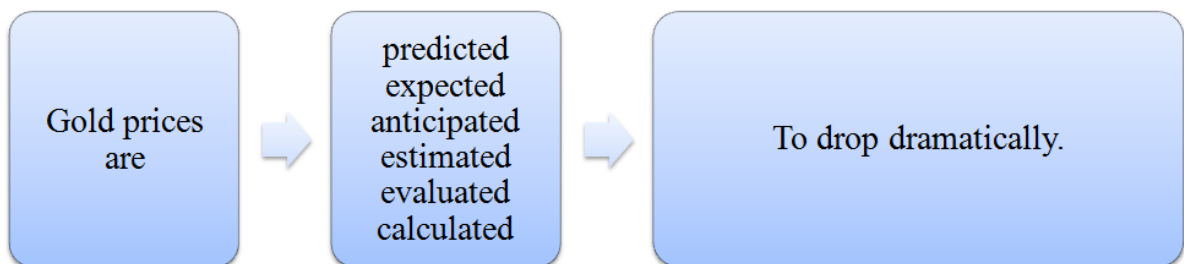 Gold prices
are
predicted
expected
anticipated
estimated
evaluated
calculated
To drop dramatically.